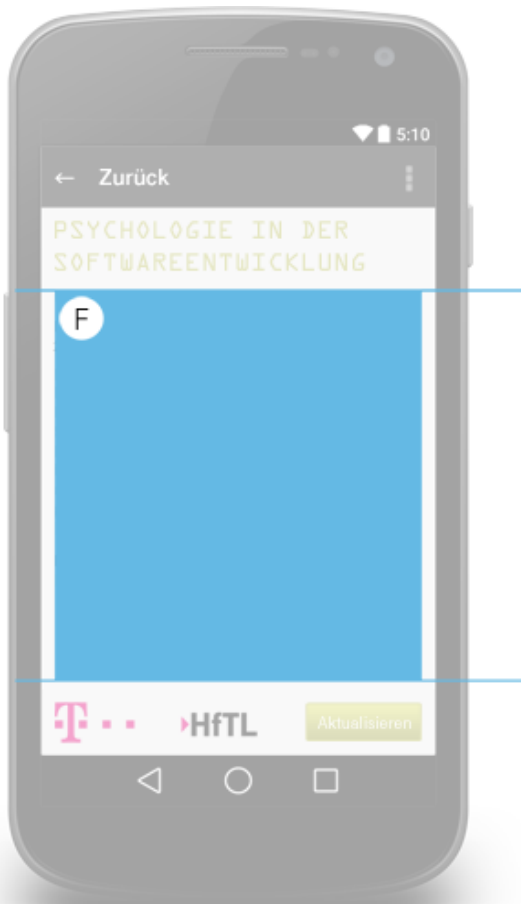 5:10
← Zurück
PSYCHOLOGIE IN DER
SOFTWAREENTWICKLUNG
F
T
HfTL
Aktualisieren